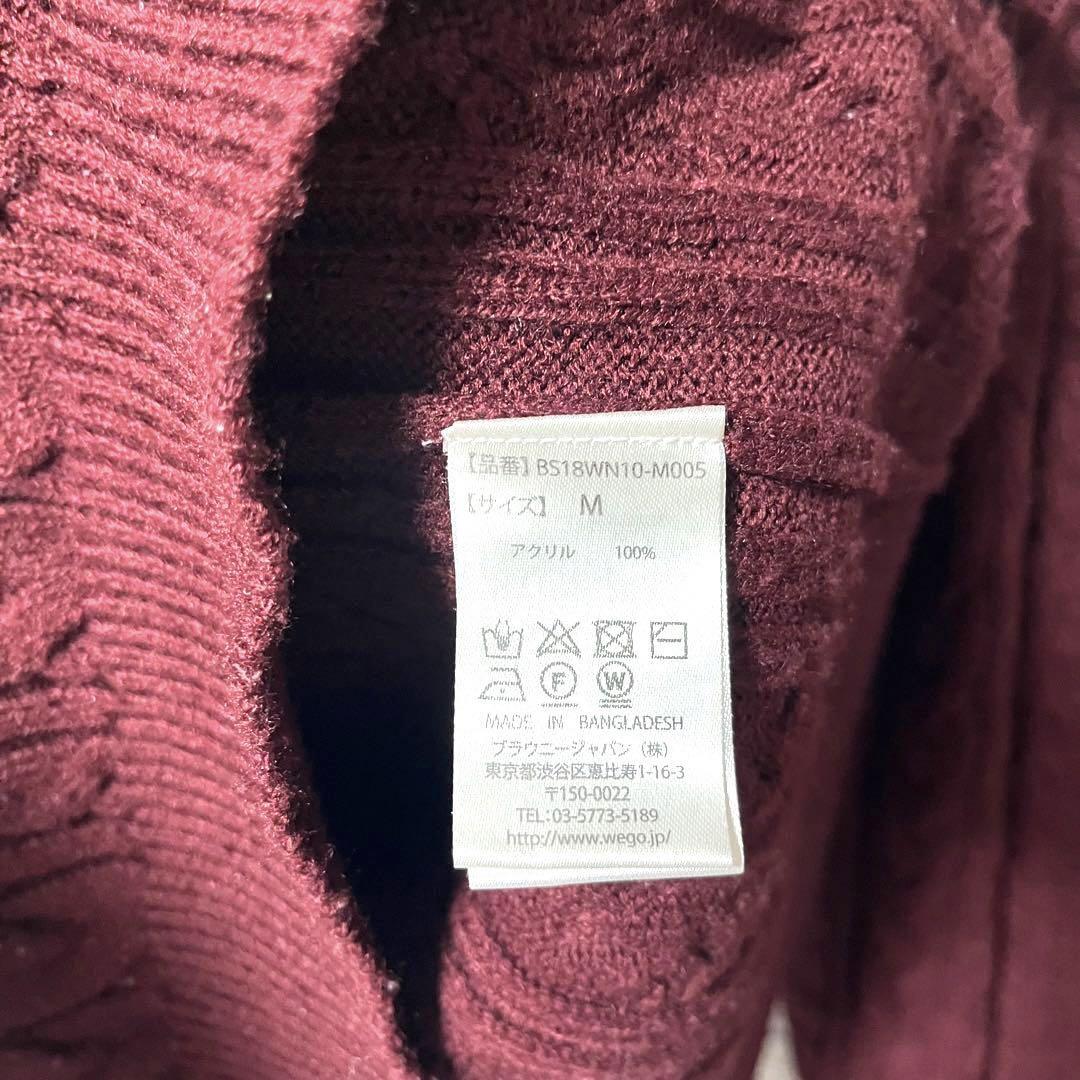 【品番】BS18WN10-M005
【サイズ】 M
アクリル 100%
F W
MADE IN BANGLADESH
ブラウニージャパン（株）
東京都渋谷区恵比寿1-16-3
〒150-0022
TEL:03-5773-5189
http://www.wego.jp/